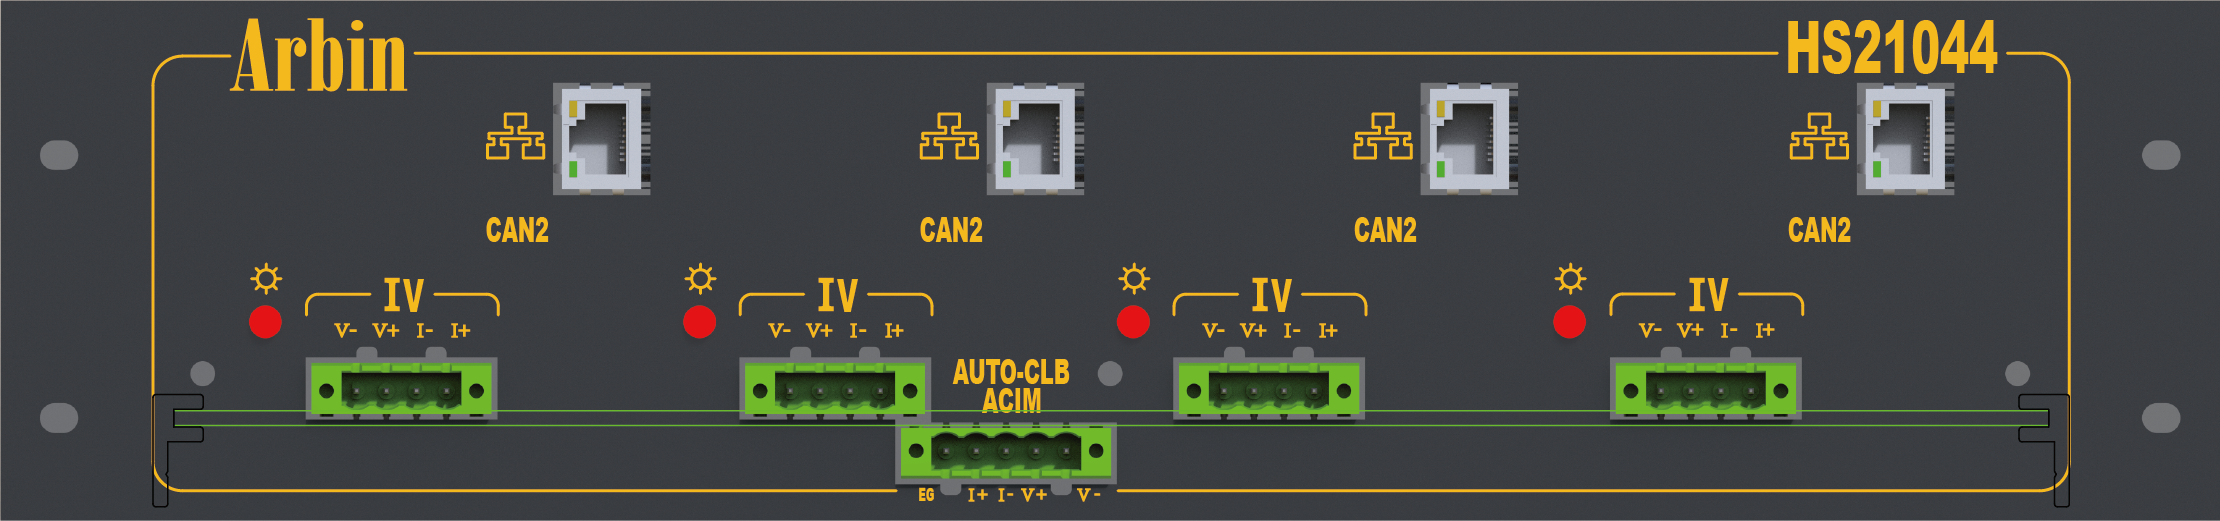 Arbin HS21044
CAN2 CAN2 CAN2 CAN2
IV IV IV IV
V- V+ I- I+ V- V+ I- I+ V- V+ I- I+ V- V+ I- I+
AUTO-CLB
ACIM
EG I+ I- V+ V-